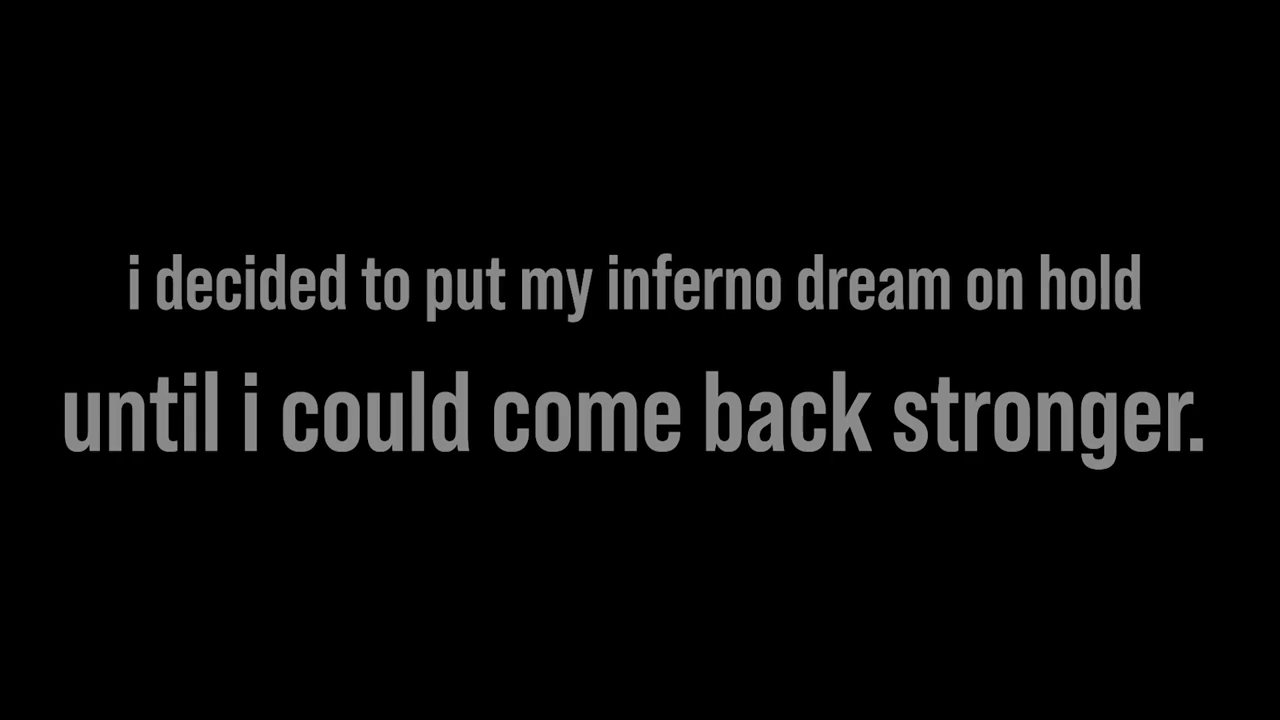 i decided to put my inferno dream on hold
until i could come back stronger.